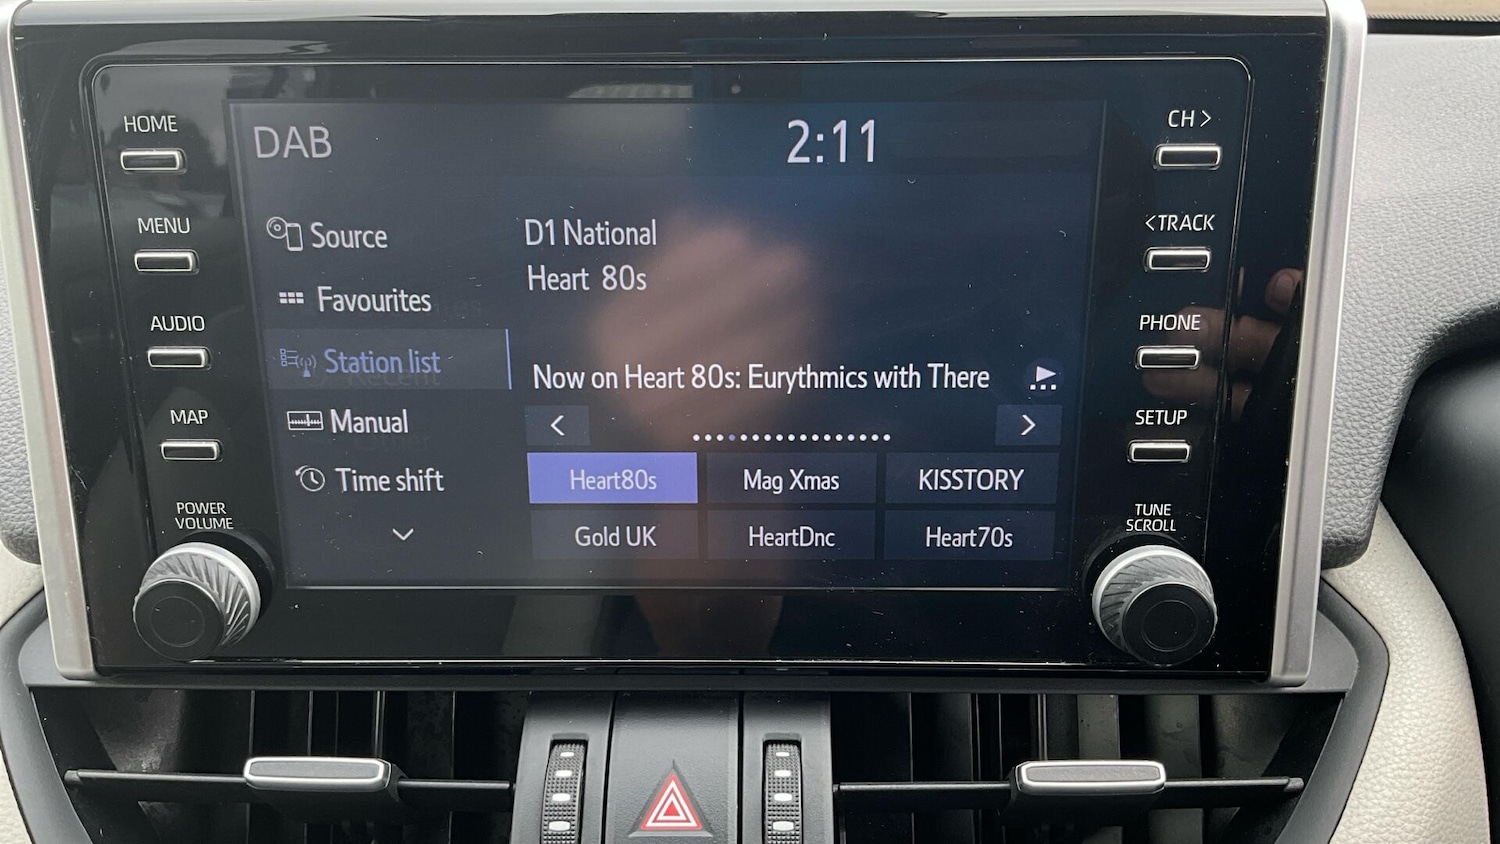 HOME
MENU
AUDIO
MAP
POWER
VOLUME
DAB
2:11
Source
Favourites
Station list
Manual
Time shift
D1 National
Heart 80s
Now on Heart 80s: Eurythmics with There
Heart80s
Mag Xmas
KISSTORY
Gold UK
HeartDnc
Heart70s
CH >
< TRACK
PHONE
SETUP
TUNE
SCROLL